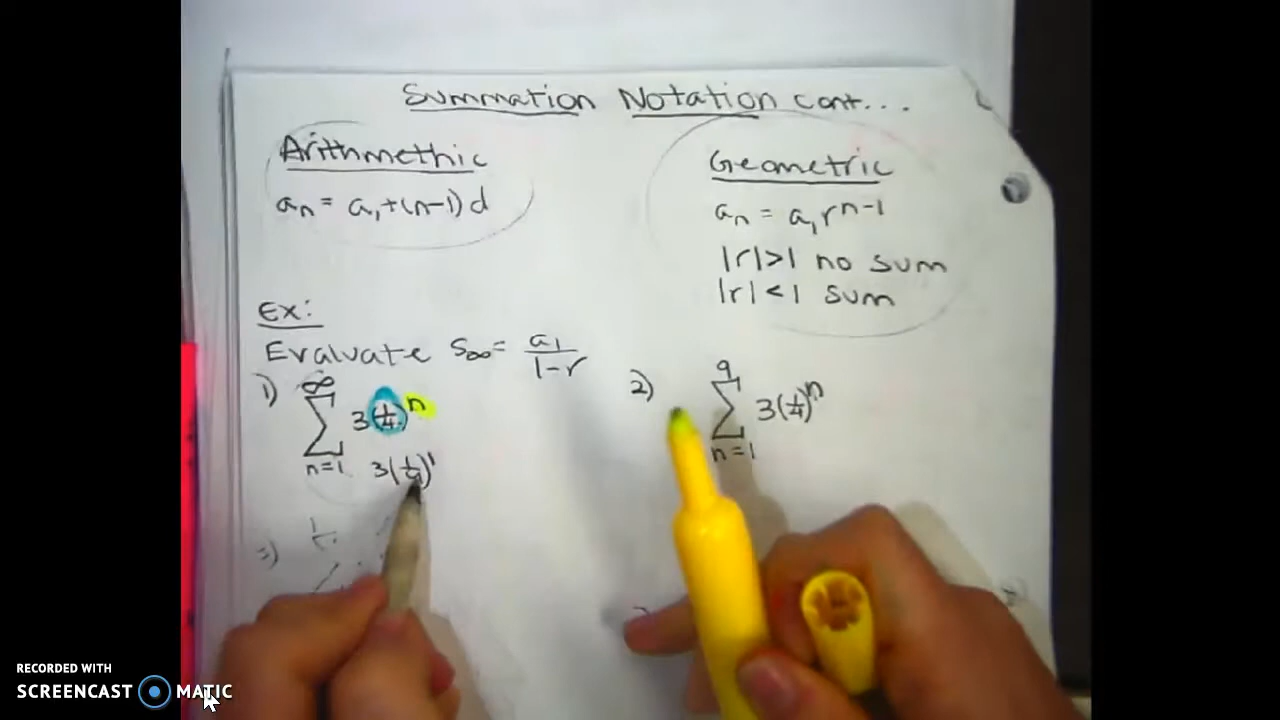 Summation Notation cont...
Arithmethic
aₙ = a₁+(n-1)d
Geometric
aₙ = a₁rⁿ⁻¹
|r|>1 no sum
|r|<1 sum
Ex:
Evaluate S∞ = a₁/1-r
1) ∞ Σ n=1 3(1/4)ⁿ
3(1/4)¹
2) 9 Σ n=1 3(1/4)ⁿ
RECORDED WITH
SCREENCAST MATIC